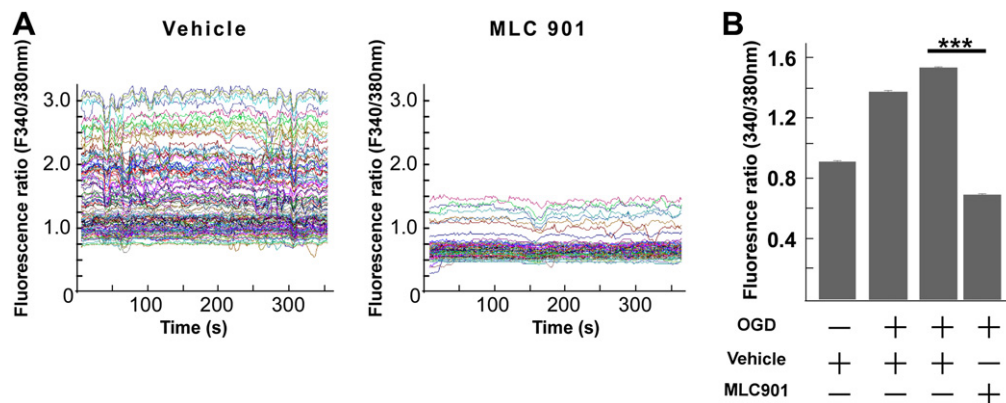 A
Vehicle
MLC 901
Fluorescence ratio (F340/380nm)
3.0
2.0
1.0
0
100
200
300
Time (s)
Fluorescence ratio (F340/380nm)
3.0
2.0
1.0
0
100
200
300
Time (s)
B
***
Fluoresnce ratio (340/380nm)
1.6
1.2
0.8
0.4
OGD − + + +
Vehicle + + + −
MLC901 − − − +